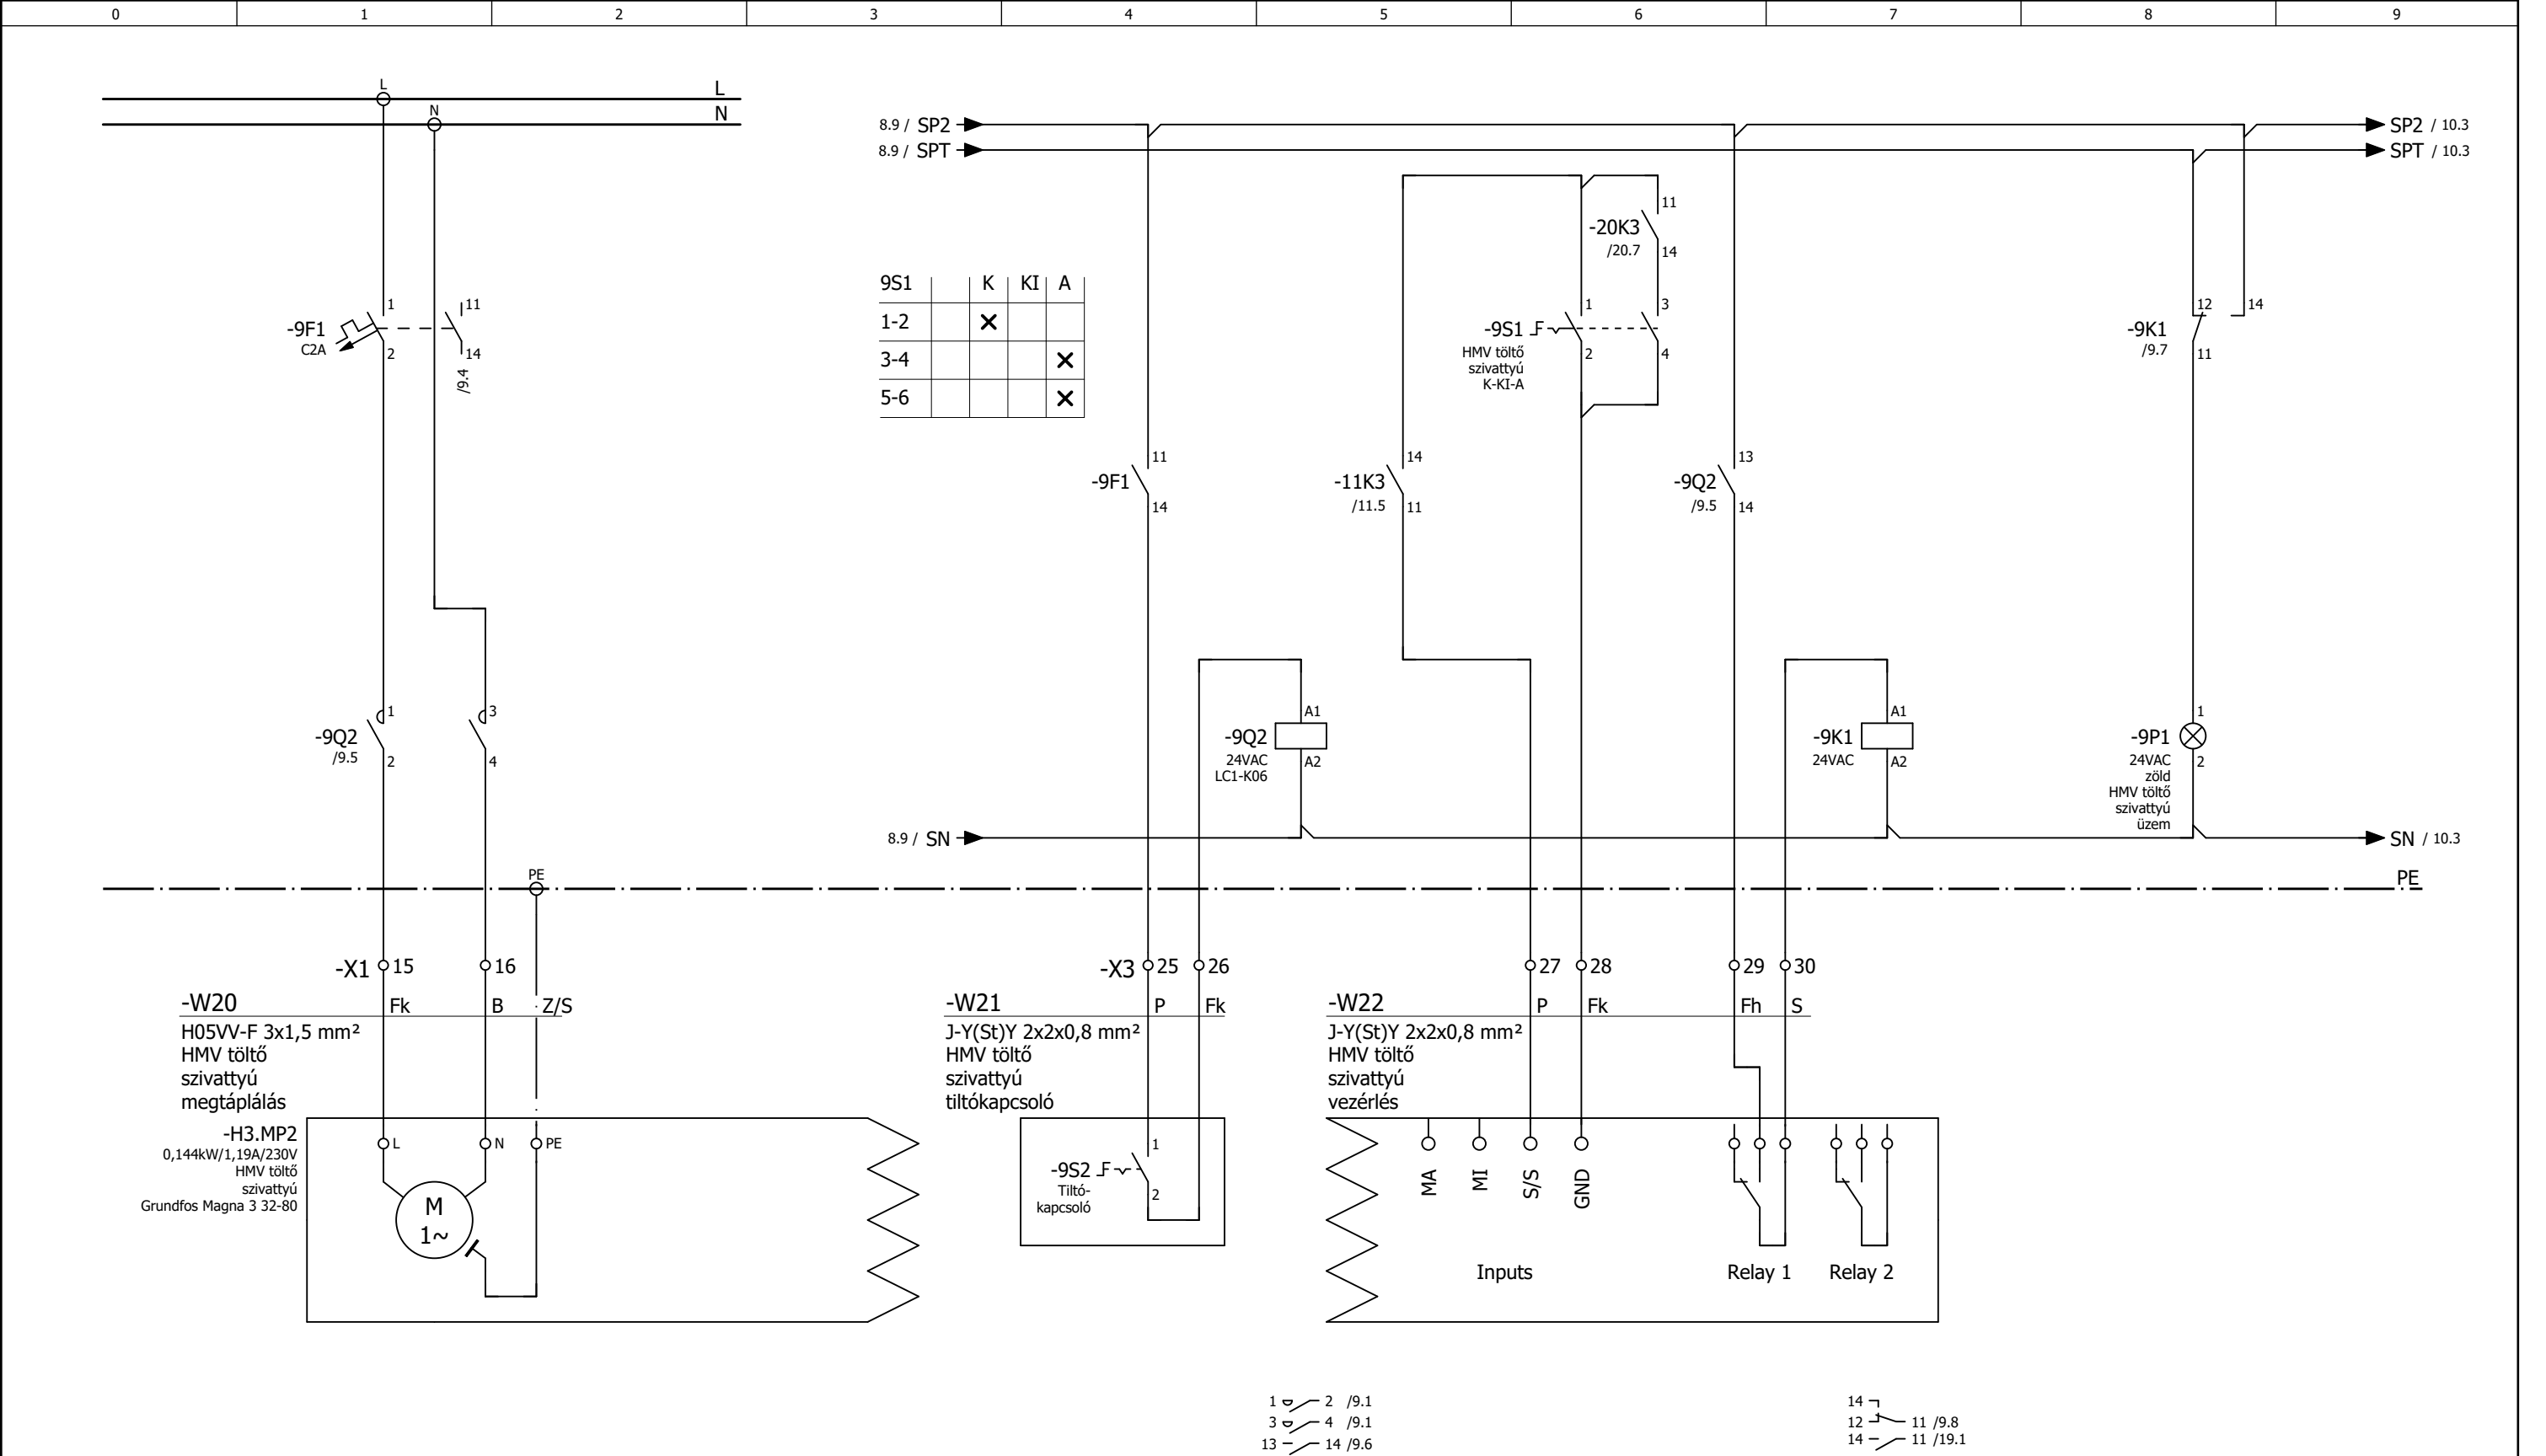 0 1 2 3 4 5 6 7 8 9
L
L
N
N
8.9 / SP2
SP2 / 10.3
8.9 / SPT
SPT / 10.3
11
-20K3
/20.7
14
9S1 K KI A
1-2 ✕
3-4 ✕
5-6 ✕
1
11
-9F1
C2A
2
14
/9.4
1
3
-9S1
HMV töltő
szivattyú
K-KI-A
2
4
12
14
-9K1
/9.7
11
11
-9F1
14
14
-11K3
/11.5
11
13
-9Q2
/9.5
14
1
3
-9Q2
/9.5
2
4
A1
-9Q2
24VAC
LC1-K06
A2
A1
-9K1
24VAC
A2
1
-9P1
24VAC
zöld
HMV töltő
szivattyú
üzem
2
8.9 / SN
SN / 10.3
PE
PE
-X1 15 16
-X3 25 26 27 28 29 30
-W20 Fk B Z/S
H05VV-F 3x1,5 mm²
HMV töltő
szivattyú
megtáplálás
-W21 P Fk
J-Y(St)Y 2x2x0,8 mm²
HMV töltő
szivattyú
tiltókapcsoló
-W22 P Fk Fh S
J-Y(St)Y 2x2x0,8 mm²
HMV töltő
szivattyú
vezérlés
-H3.MP2
0,144kW/1,19A/230V
HMV töltő
szivattyú
Grundfos Magna 3 32-80
L N PE
M
1~
1
-9S2
Tiltó-
kapcsoló
2
MA MI S/S GND
Inputs Relay 1 Relay 2
1 2 /9.1
3 4 /9.1
13 14 /9.6
14
12 11 /9.8
14 11 /19.1